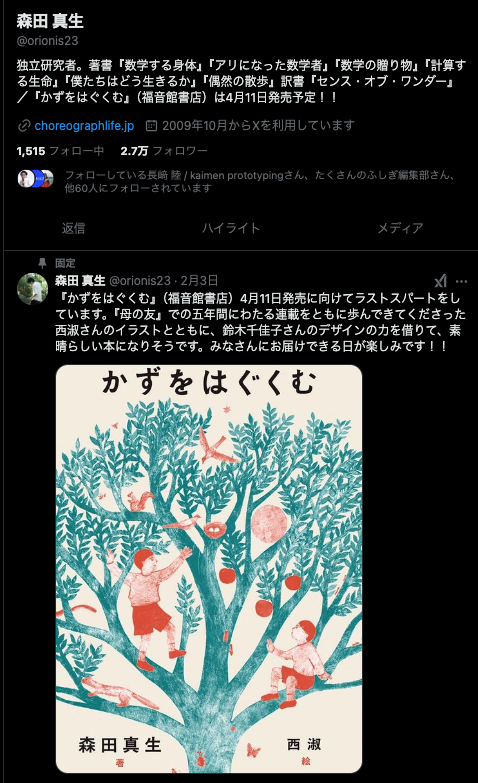 森田 真生
@orionis23
独立研究者。著書『数学する身体』『アリになった数学者』『数学の贈り物』『計算す
る生命』『僕たちはどう生きるか』『偶然の散歩』訳書『センス・オブ・ワンダー』
／『かずをはぐくむ』（福音館書店）は4月11日発売予定！！
choreographlife.jp 2009年10月からXを利用しています
1,515 フォロー中 2.7万 フォロワー
フォローしている長﨑 陸 / kaimen prototypingさん、たくさんのふしぎ編集部さん、
他60人にフォローされています
返信 ハイライト メディア
固定
森田 真生 @orionis23 · 2月3日
『かずをはぐくむ』（福音館書店）4月11日発売に向けてラストスパートをし
ています。『母の友』での五年間にわたる連載をともに歩んできてくださった
西淑さんのイラストとともに、鈴木千佳子さんのデザインの力を借りて、素
晴らしい本になりそうです。みなさんにお届けできる日が楽しみです！！
かずをはぐくむ
森田真生
著
西 淑
絵